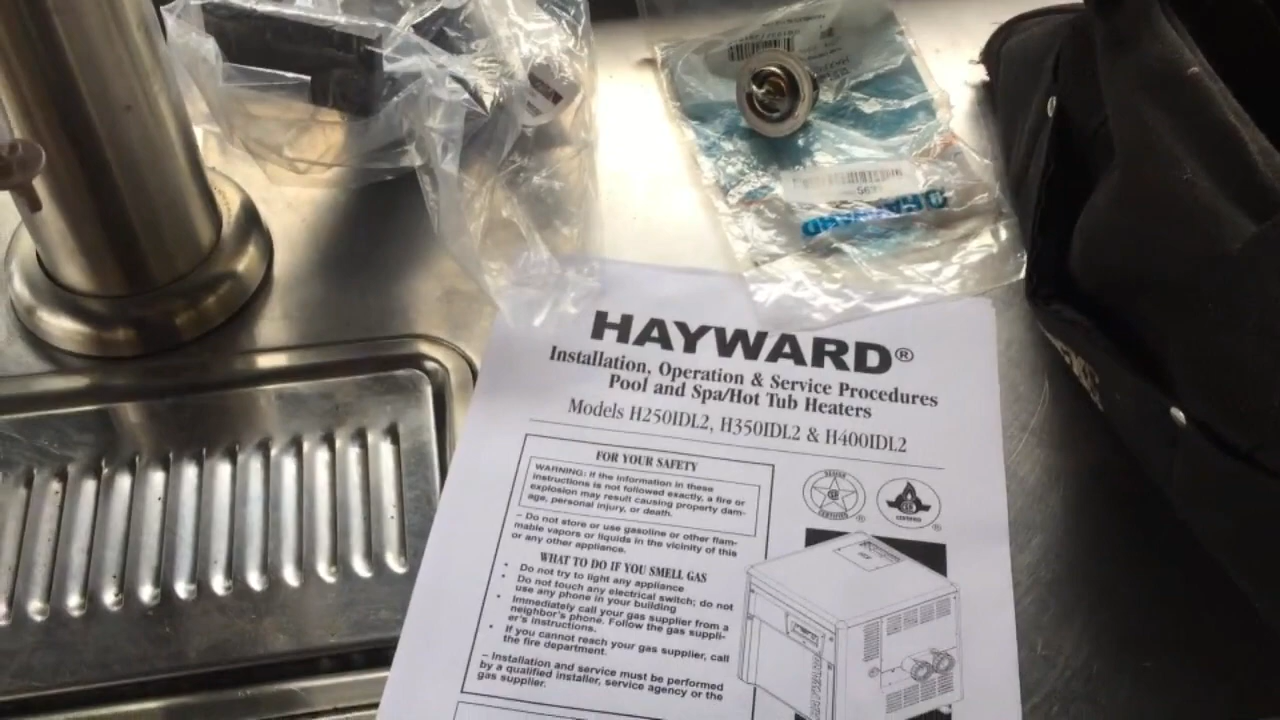 569
HAYWARD
HAYWARD®
Installation, Operation & Service Procedures
Pool and Spa/Hot Tub Heaters
Models H250IDL2, H350IDL2 & H400IDL2
FOR YOUR SAFETY
WARNING: If the information in these
instructions is not followed exactly, a fire or
explosion may result causing property dam-
age, personal injury, or death.
– Do not store or use gasoline or other flam-
mable vapors or liquids in the vicinity of this
or any other appliance.
WHAT TO DO IF YOU SMELL GAS
• Do not try to light any appliance
• Do not touch any electrical switch; do not
use any phone in your building
• Immediately call your gas supplier from a
neighbor's phone. Follow the gas suppli-
er's instructions.
• If you cannot reach your gas supplier, call
the fire department.
– Installation and service must be performed
by a qualified installer, service agency or the
gas supplier.
DESIGN
CERTIFIED
®
CERTIFIED
®
HAYWARD